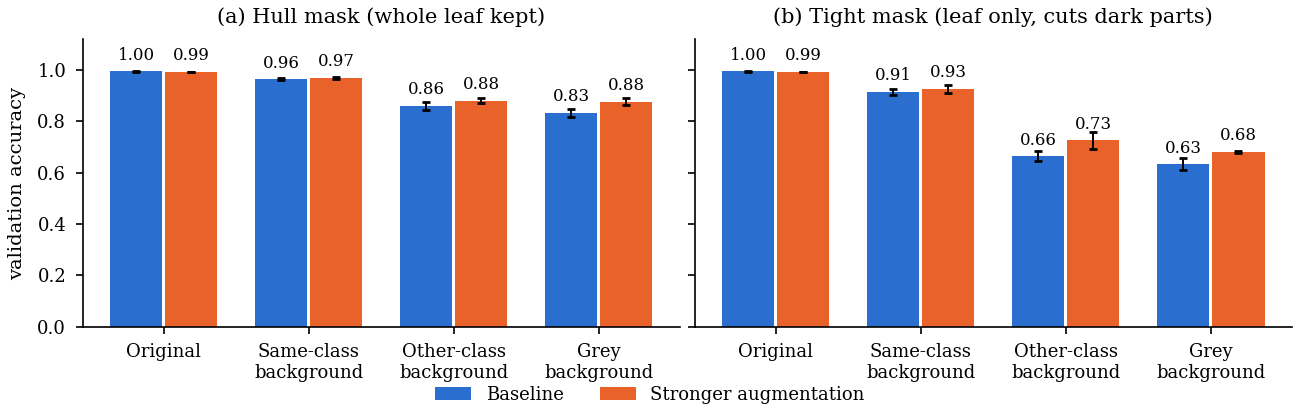 (a) Hull mask (whole leaf kept)
validation accuracy
1.0
0.8
0.6
0.4
0.2
0.0
1.00 0.99
0.96 0.97
0.86 0.88
0.83 0.88
Original
Same-class
background
Other-class
background
Grey
background
(b) Tight mask (leaf only, cuts dark parts)
1.00 0.99
0.91 0.93
0.66 0.73
0.63 0.68
Original
Same-class
background
Other-class
background
Grey
background
Baseline
Stronger augmentation